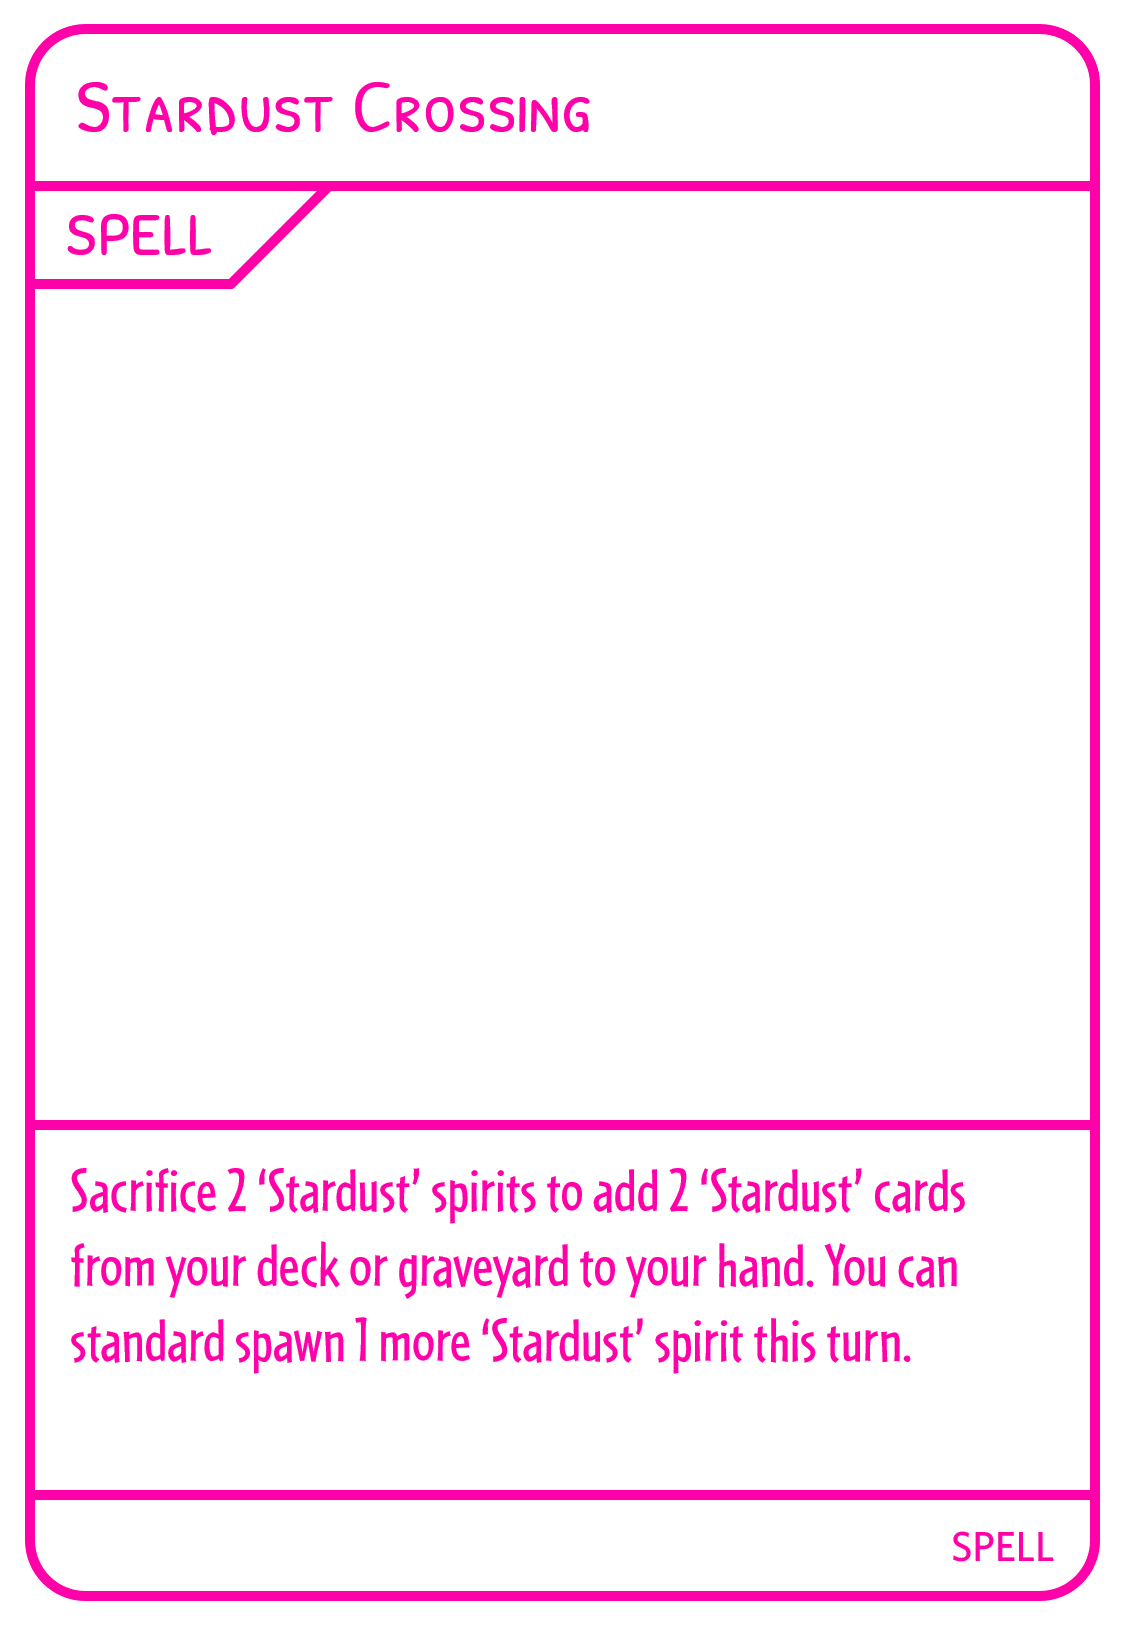 Stardust Crossing
SPELL
Sacrifice 2 ‘Stardust’ spirits to add 2 ‘Stardust’ cards
from your deck or graveyard to your hand. You can
standard spawn 1 more ‘Stardust’ spirit this turn.
SPELL